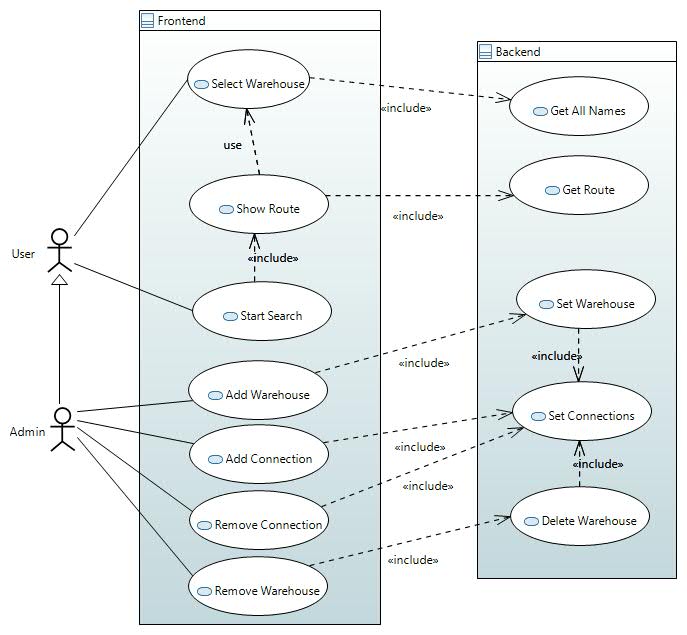 Frontend
Backend
Select Warehouse
«include»
Get All Names
use
Show Route
«include»
Get Route
User
«include»
Start Search
Set Warehouse
«include»
«include»
Add Warehouse
Admin
Set Connections
Add Connection
«include»
«include»
«include»
Remove Connection
Delete Warehouse
«include»
Remove Warehouse